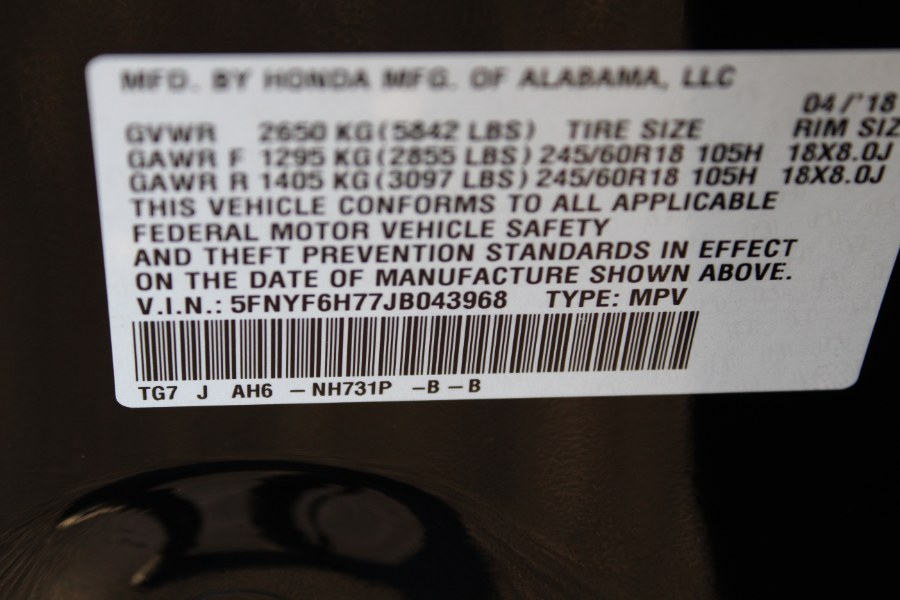 MFD. BY HONDA MFG. OF ALABAMA, LLC
04/'18
GVWR 2650 KG(5842 LBS) TIRE SIZE RIM SIZ
GAWR F 1295 KG(2855 LBS) 245/60R18 105H 18X8.0J
GAWR R 1405 KG(3097 LBS) 245/60R18 105H 18X8.0J
THIS VEHICLE CONFORMS TO ALL APPLICABLE
FEDERAL MOTOR VEHICLE SAFETY
AND THEFT PREVENTION STANDARDS IN EFFECT
ON THE DATE OF MANUFACTURE SHOWN ABOVE.
V.I.N.: 5FNYF6H77JB043968 TYPE: MPV
TG7 J AH6 – NH731P –B – B